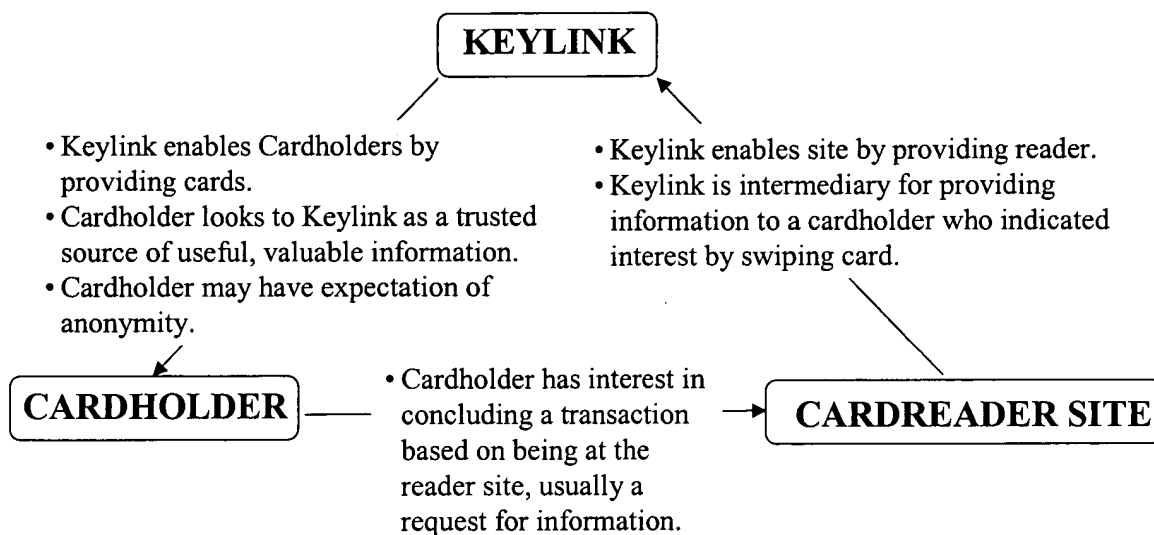 KEYLINK
• Keylink enables Cardholders by
providing cards.
• Cardholder looks to Keylink as a trusted
source of useful, valuable information.
• Cardholder may have expectation of
anonymity.
• Keylink enables site by providing reader.
• Keylink is intermediary for providing
information to a cardholder who indicated
interest by swiping card.
CARDHOLDER
• Cardholder has interest in
concluding a transaction
based on being at the
reader site, usually a
request for information.
CARDREADER SITE